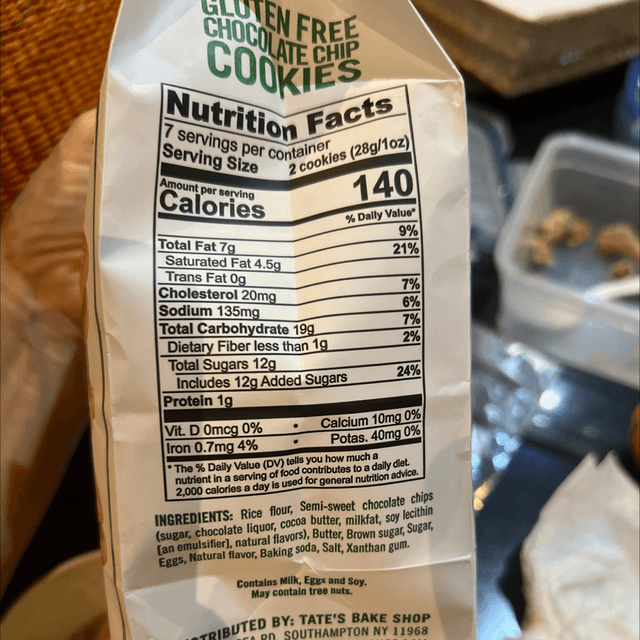 GLUTEN FREE
CHOCOLATE CHIP
COOKIES
Nutrition Facts
7 servings per container
Serving Size 2 cookies (28g/1oz)
Amount per serving
Calories 140
% Daily Value*
Total Fat 7g 9%
Saturated Fat 4.5g 21%
Trans Fat 0g
Cholesterol 20mg 7%
Sodium 135mg 6%
Total Carbohydrate 19g 7%
Dietary Fiber less than 1g 2%
Total Sugars 12g
Includes 12g Added Sugars 24%
Protein 1g
Vit. D 0mcg 0% • Calcium 10mg 0%
Iron 0.7mg 4% • Potas. 40mg 0%
* The % Daily Value (DV) tells you how much a
nutrient in a serving of food contributes to a daily diet.
2,000 calories a day is used for general nutrition advice.
INGREDIENTS: Rice flour, Semi-sweet chocolate chips
(sugar, chocolate liquor, cocoa butter, milkfat, soy lecithin
[an emulsifier], natural flavors), Butter, Brown sugar, Sugar,
Eggs, Natural flavor, Baking soda, Salt, Xanthan gum.
Contains Milk, Eggs and Soy.
May contain tree nuts.
DISTRIBUTED BY: TATE'S BAKE SHOP
RD, SOUTHAMPTON NY 11968